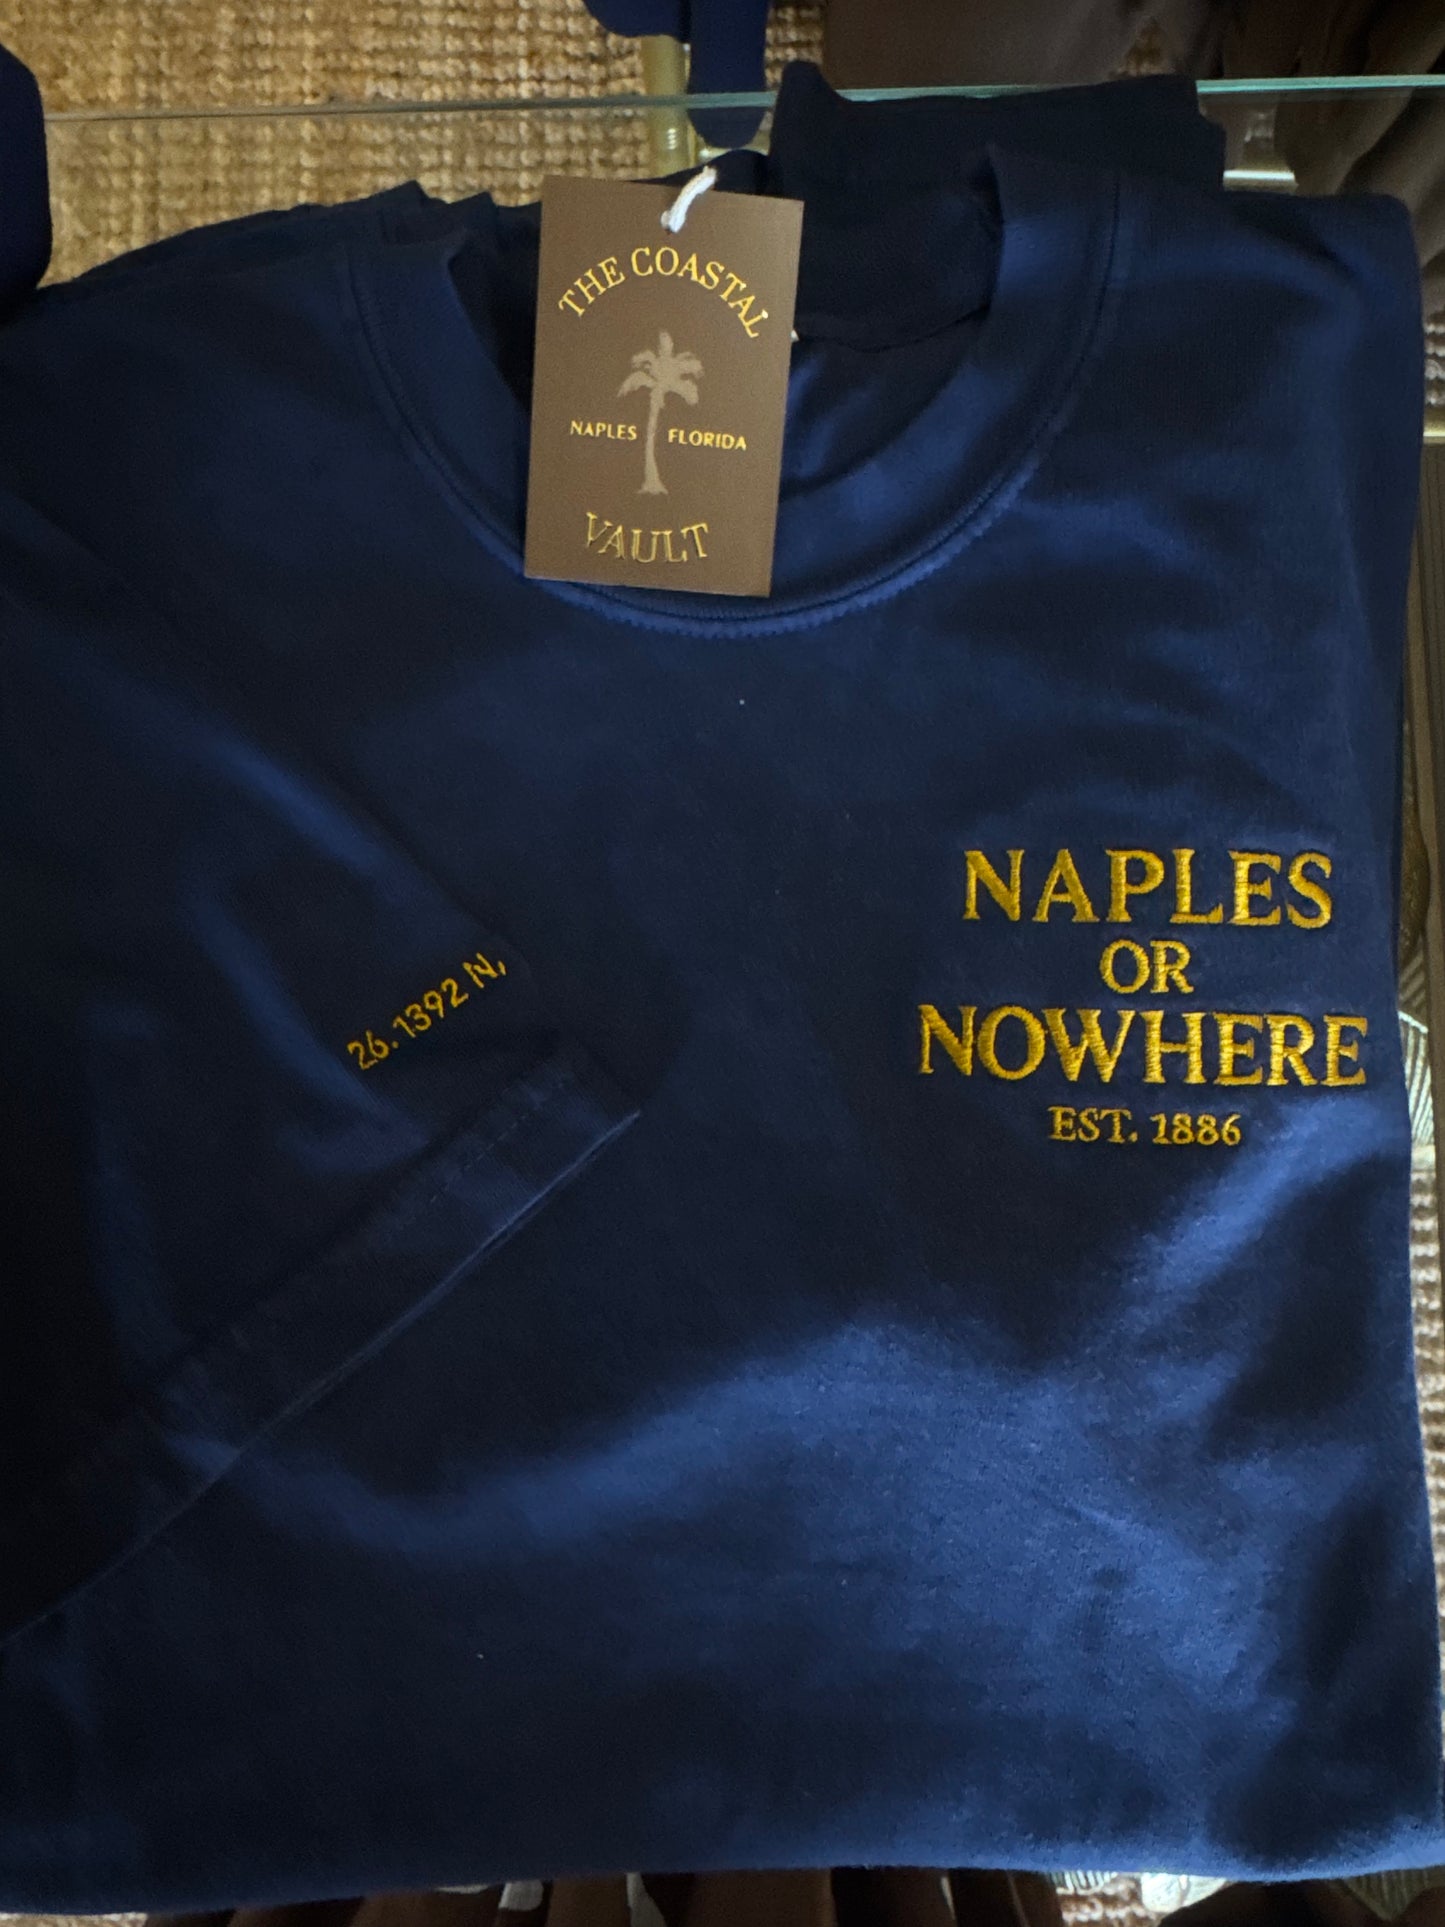 THE COASTAL
NAPLES FLORIDA
VAULT
NAPLES
OR
NOWHERE
EST. 1886
26.1392 N,